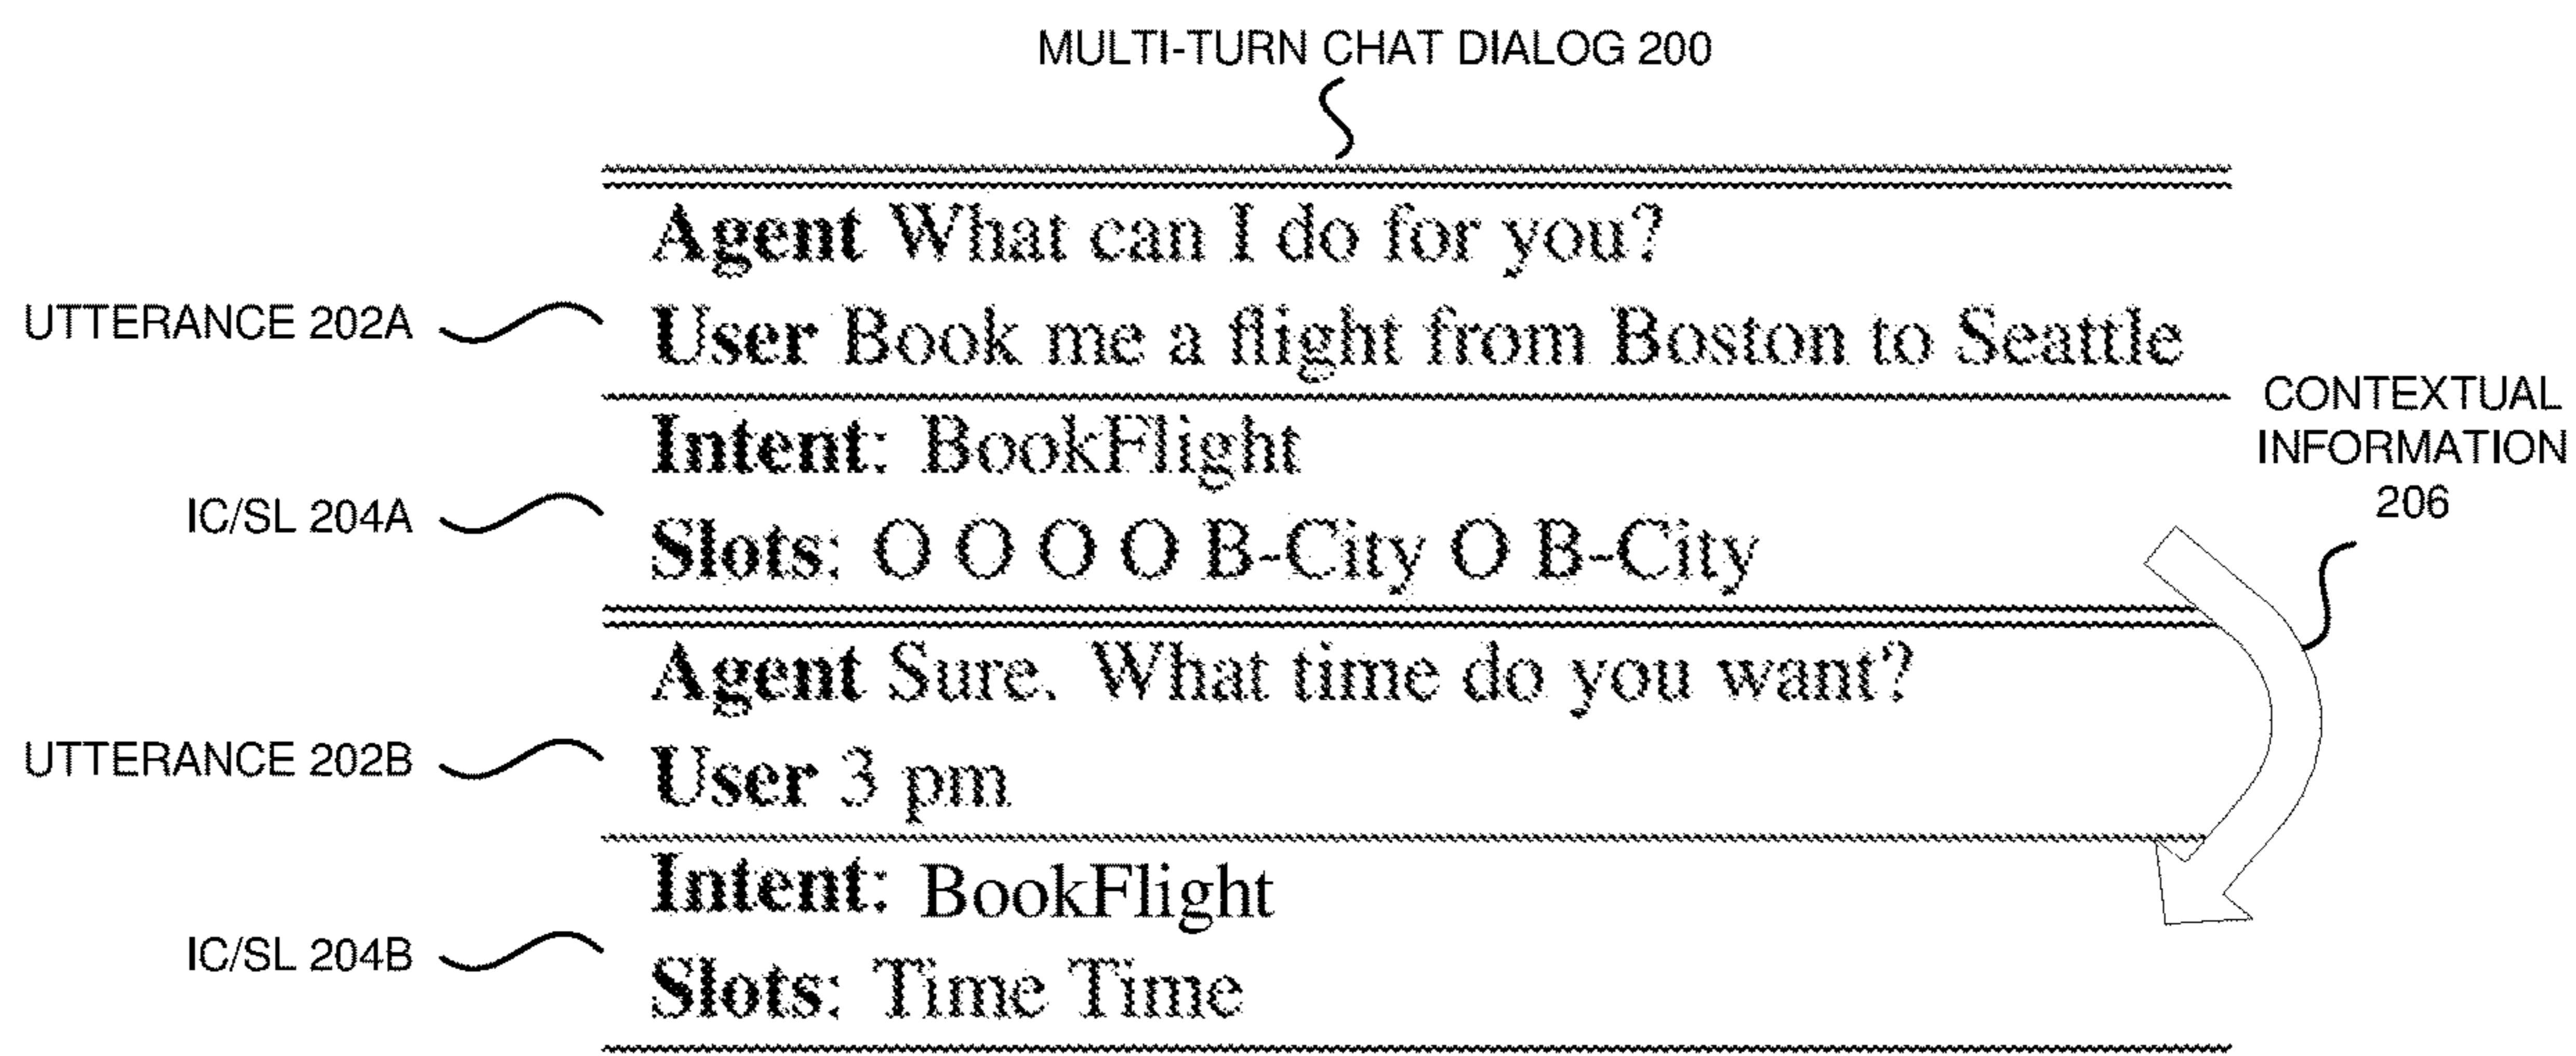 MULTI-TURN CHAT DIALOG 200
Agent What can I do for you?
UTTERANCE 202A
User Book me a flight from Boston to Seattle
CONTEXTUAL
INFORMATION
206
Intent: BookFlight
IC/SL 204A
Slots: O O O O B-City O B-City
Agent Sure. What time do you want?
UTTERANCE 202B
User 3 pm
Intent: BookFlight
IC/SL 204B
Slots: Time Time